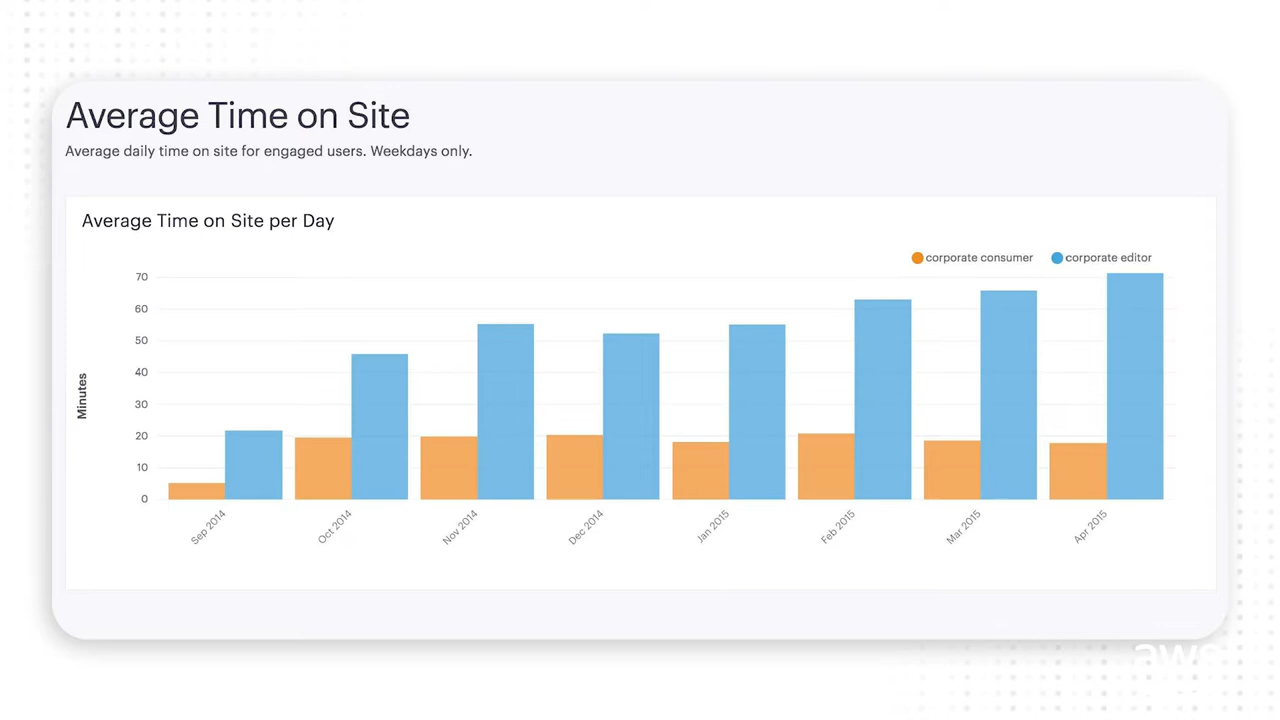 Average Time on Site
Average daily time on site for engaged users. Weekdays only.
Average Time on Site per Day
corporate consumer corporate editor
70
60
50
40
30
20
10
0
Minutes
Sep 2014 Oct 2014 Nov 2014 Dec 2014 Jan 2015 Feb 2015 Mar 2015 Apr 2015
aws